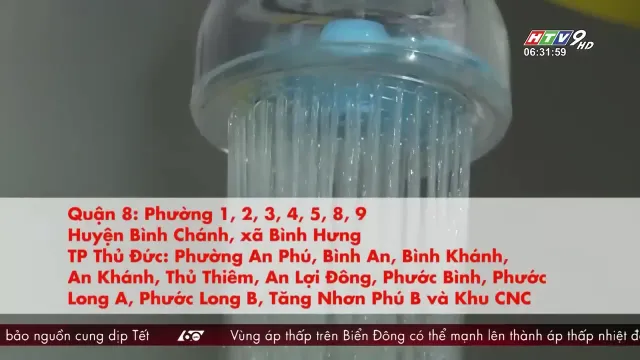 HTV9 HD
06:31:59
Quận 8: Phường 1, 2, 3, 4, 5, 8, 9
Huyện Bình Chánh, xã Bình Hưng
TP Thủ Đức: Phường An Phú, Bình An, Bình Khánh,
An Khánh, Thủ Thiêm, An Lợi Đông, Phước Bình, Phước
Long A, Phước Long B, Tăng Nhơn Phú B và Khu CNC
bảo nguồn cung dịp Tết 60 Vùng áp thấp trên Biển Đông có thể mạnh lên thành áp thấp nhiệt đ